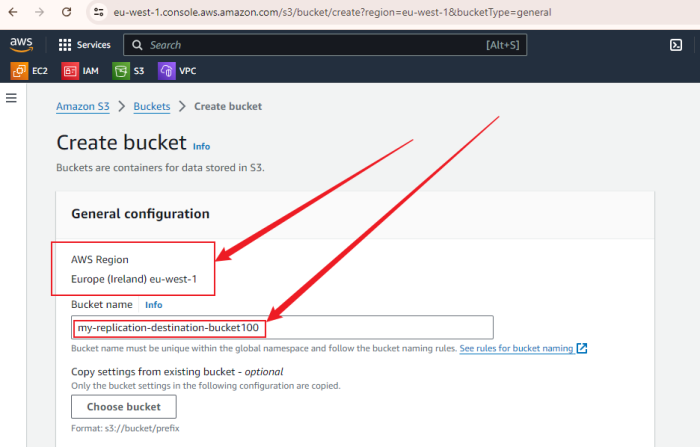 eu-west-1.console.aws.amazon.com/s3/bucket/create?region=eu-west-1&bucketType=general
aws
Services
Search
[Alt+S]
EC2
IAM
S3
VPC
Amazon S3 > Buckets > Create bucket
Create bucket Info
Buckets are containers for data stored in S3.
General configuration
AWS Region
Europe (Ireland) eu-west-1
Bucket name Info
my-replication-destination-bucket100
Bucket name must be unique within the global namespace and follow the bucket naming rules. See rules for bucket naming
Copy settings from existing bucket - optional
Only the bucket settings in the following configuration are copied.
Choose bucket
Format: s3://bucket/prefix